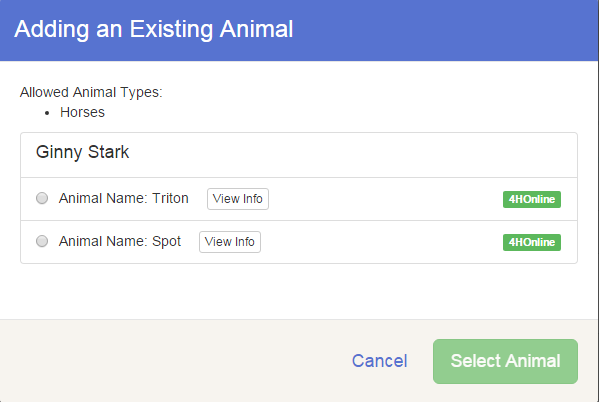 Adding an Existing Animal
Allowed Animal Types:
• Horses
Ginny Stark
Animal Name: Triton View Info 4HOnline
Animal Name: Spot View Info 4HOnline
Cancel Select Animal